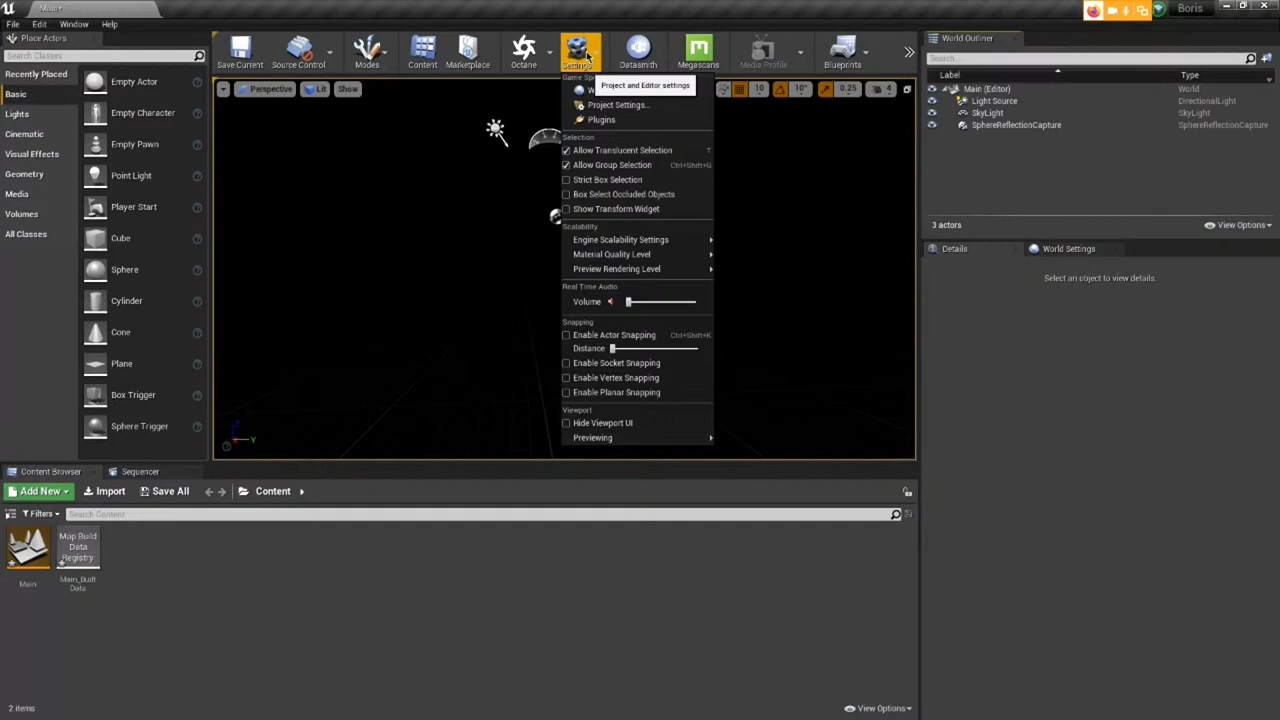 Main*
Boris
File Edit Window Help
Place Actors
Search Classes
Recently Placed
Basic
Lights
Cinematic
Visual Effects
Geometry
Media
Volumes
All Classes
Empty Actor
Empty Character
Empty Pawn
Point Light
Player Start
Cube
Sphere
Cylinder
Cone
Plane
Box Trigger
Sphere Trigger
Save Current Source Control Modes Content Marketplace Octane Settings Datasmith Megascans Media Profile Blueprints
Perspective Lit Show
10 10° 0.25 4
Project and Editor settings
Project Settings...
Plugins
Selection
Allow Translucent Selection T
Allow Group Selection Ctrl+Shift+G
Strict Box Selection
Box Select Occluded Objects
Show Transform Widget
Scalability
Engine Scalability Settings
Material Quality Level
Preview Rendering Level
Real Time Audio
Volume
Snapping
Enable Actor Snapping Ctrl+Shift+K
Distance
Enable Socket Snapping
Enable Vertex Snapping
Enable Planar Snapping
Viewport
Hide Viewport UI
Previewing
Z
Y
World Outliner
Search...
Label Type
Main (Editor) World
Light Source DirectionalLight
SkyLight SkyLight
SphereReflectionCapture SphereReflectionCapture
3 actors View Options
Details World Settings
Select an object to view details.
Content Browser Sequencer
Add New Import Save All Content
Filters Search Content
Map Build
Data
Registry
Main
Main_Built
Data
2 items View Options